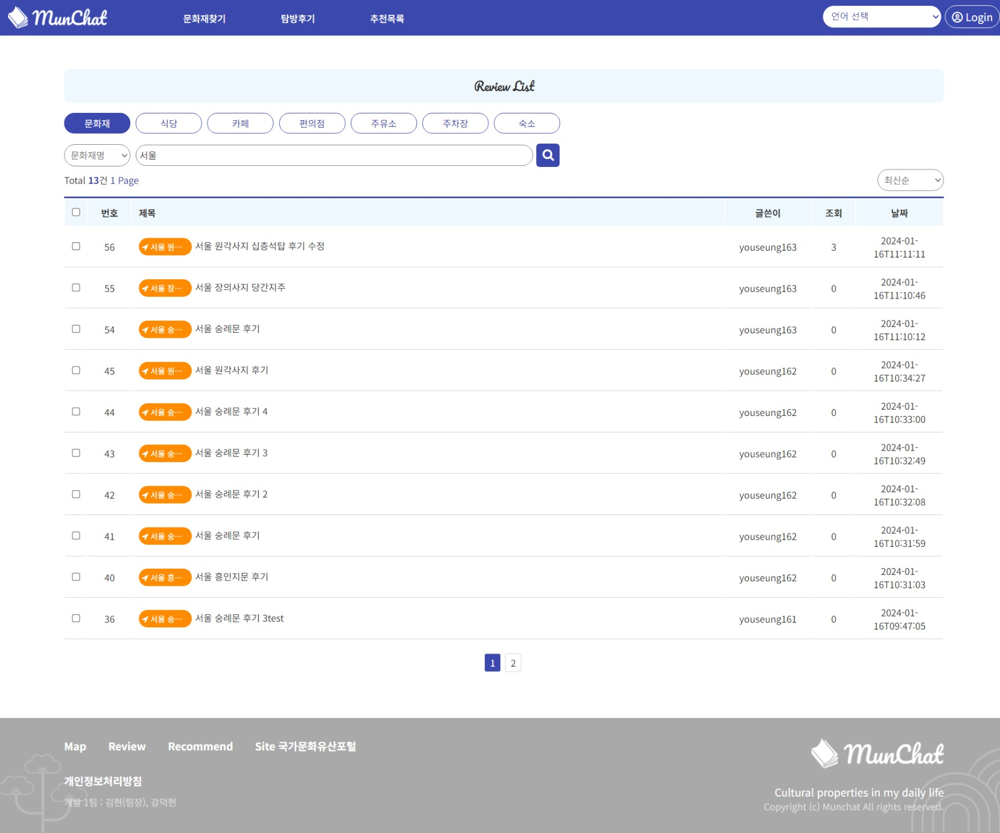 MunChat
문화재찾기
탐방후기
추천목록
언어 선택
Login
Review List
문화재
식당
카페
편의점
주유소
주차장
숙소
문화재명
서울
Total 13건 1 Page
최신순
번호 제목 글쓴이 조회 날짜
56 서울 원… 서울 원각사지 십층석탑 후기 수정 youseung163 3 2024-01-
16T11:11:11
55 서울 장… 서울 장의사지 당간지주 youseung163 0 2024-01-
16T11:10:46
54 서울 숭… 서울 숭례문 후기 youseung163 0 2024-01-
16T11:10:12
45 서울 원… 서울 원각사지 후기 youseung162 0 2024-01-
16T10:34:27
44 서울 숭… 서울 숭례문 후기 4 youseung162 0 2024-01-
16T10:33:00
43 서울 숭… 서울 숭례문 후기 3 youseung162 0 2024-01-
16T10:32:49
42 서울 숭… 서울 숭례문 후기 2 youseung162 0 2024-01-
16T10:32:08
41 서울 숭… 서울 숭례문 후기 youseung162 0 2024-01-
16T10:31:59
40 서울 흥… 서울 흥인지문 후기 youseung162 0 2024-01-
16T10:31:03
36 서울 숭… 서울 숭례문 후기 3test youseung161 0 2024-01-
16T09:47:05
1 2
Map Review Recommend Site 국가문화유산포털
개인정보처리방침
개발 1팀 : 김현(팀장), 강덕현
MunChat
Cultural properties in my daily life
Copyright (c) Munchat All rights reserved.